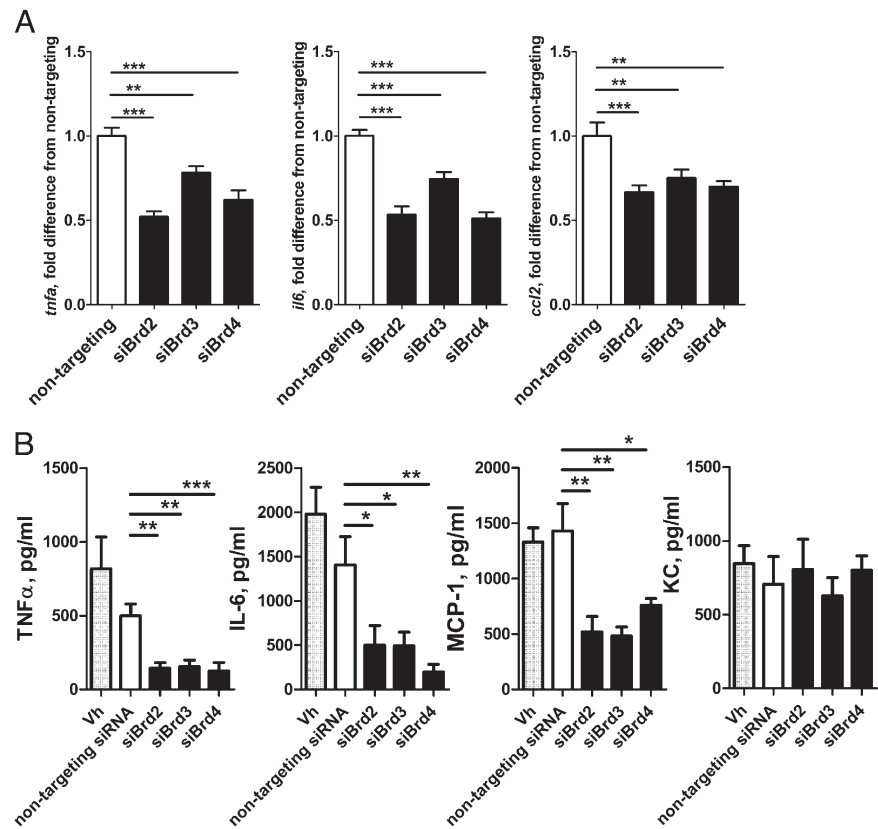 A
tnfa, fold difference from non-targeting
1.5
1.0
0.5
0.0
***
**
***
non-targeting
siBrd2
siBrd3
siBrd4
il6, fold difference from non-targeting
1.5
1.0
0.5
0.0
***
***
***
non-targeting
siBrd2
siBrd3
siBrd4
ccl2, fold difference from non-targeting
1.5
1.0
0.5
0.0
**
**
***
non-targeting
siBrd2
siBrd3
siBrd4
B
TNFα, pg/ml
1500
1000
500
0
***
**
**
Vh
non-targeting siRNA
siBrd2
siBrd3
siBrd4
IL-6, pg/ml
2500
2000
1500
1000
500
0
**
*
*
Vh
non-targeting siRNA
siBrd2
siBrd3
siBrd4
MCP-1, pg/ml
2000
1500
1000
500
0
*
**
**
Vh
non-targeting siRNA
siBrd2
siBrd3
siBrd4
KC, pg/ml
1500
1000
500
0
Vh
non-targeting siRNA
siBrd2
siBrd3
siBrd4